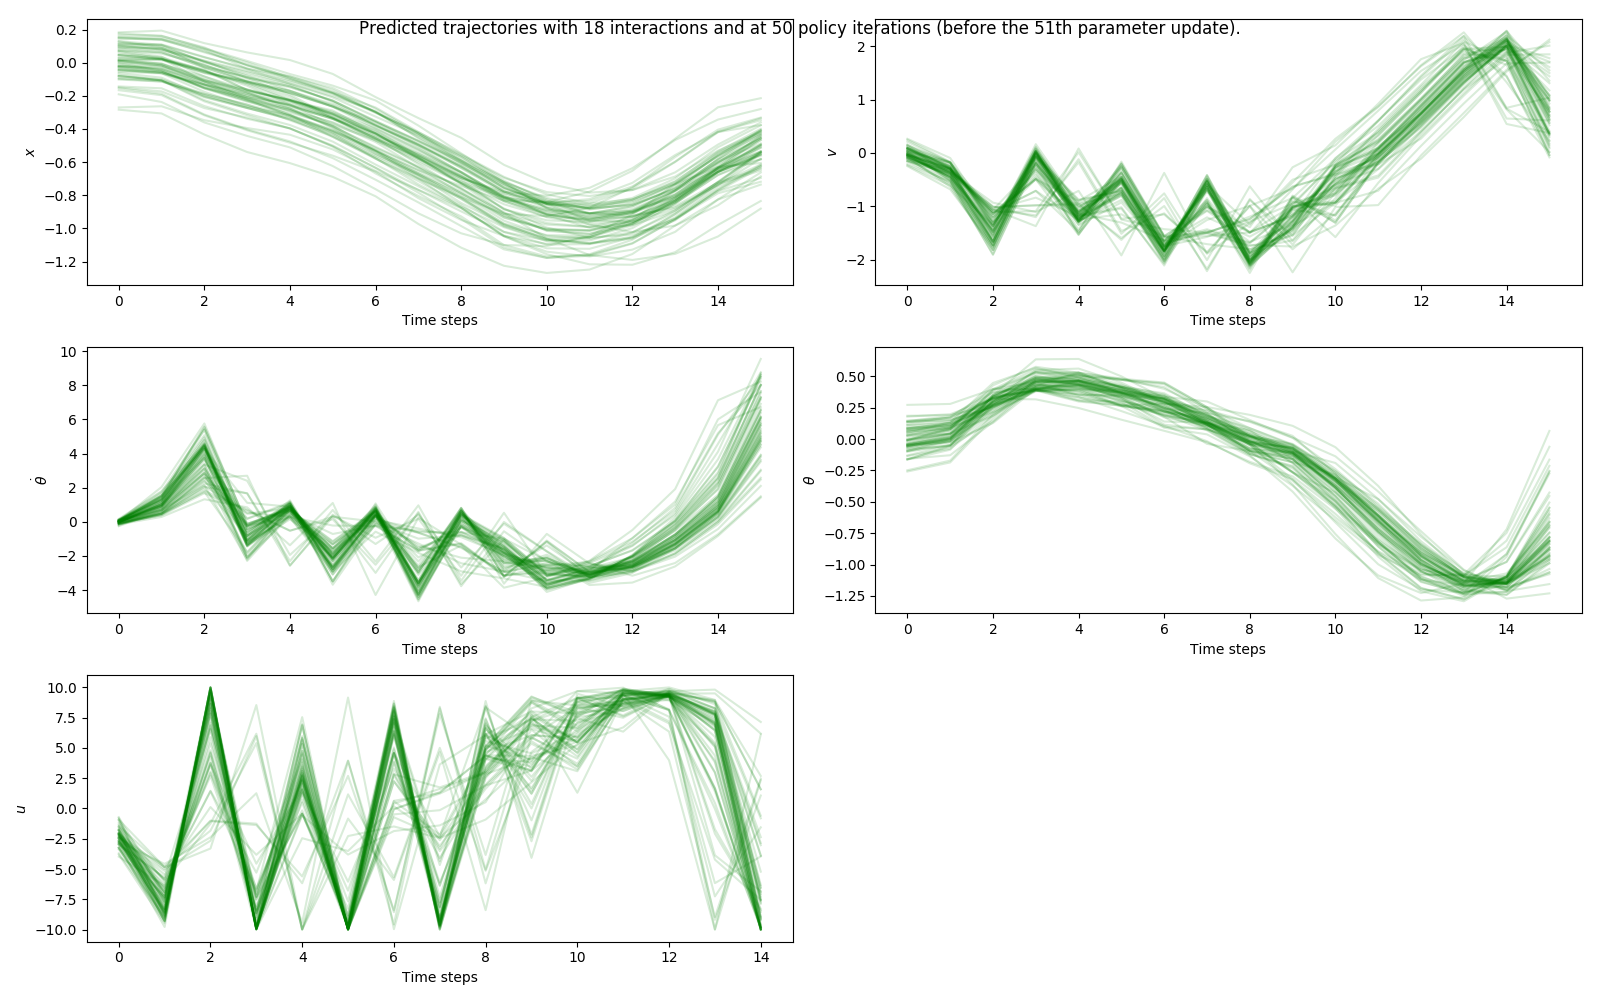 Predicted trajectories with 18 interactions and at 50 policy iterations (before the 51th parameter update).
0.2
0.0
−0.2
−0.4
−0.6
−0.8
−1.0
−1.2
x
0 2 4 6 8 10 12 14
Time steps
2
1
0
−1
−2
v
0 2 4 6 8 10 12 14
Time steps
10
8
6
4
2
0
−2
−4
θ̇
0 2 4 6 8 10 12 14
Time steps
0.50
0.25
0.00
−0.25
−0.50
−0.75
−1.00
−1.25
θ
0 2 4 6 8 10 12 14
Time steps
10.0
7.5
5.0
2.5
0.0
−2.5
−5.0
−7.5
−10.0
u
0 2 4 6 8 10 12 14
Time steps